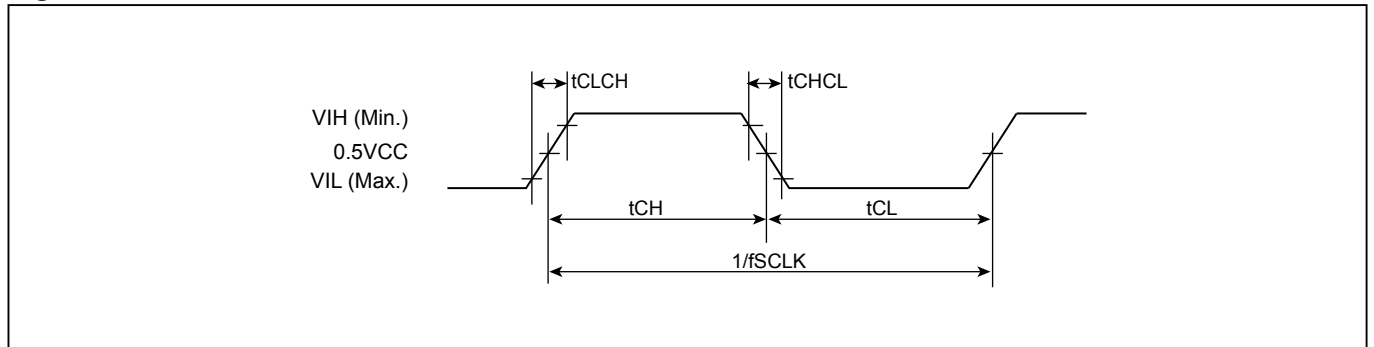 tCLCH
tCHCL
VIH (Min.)
0.5VCC
VIL (Max.)
tCH
tCL
1/fSCLK